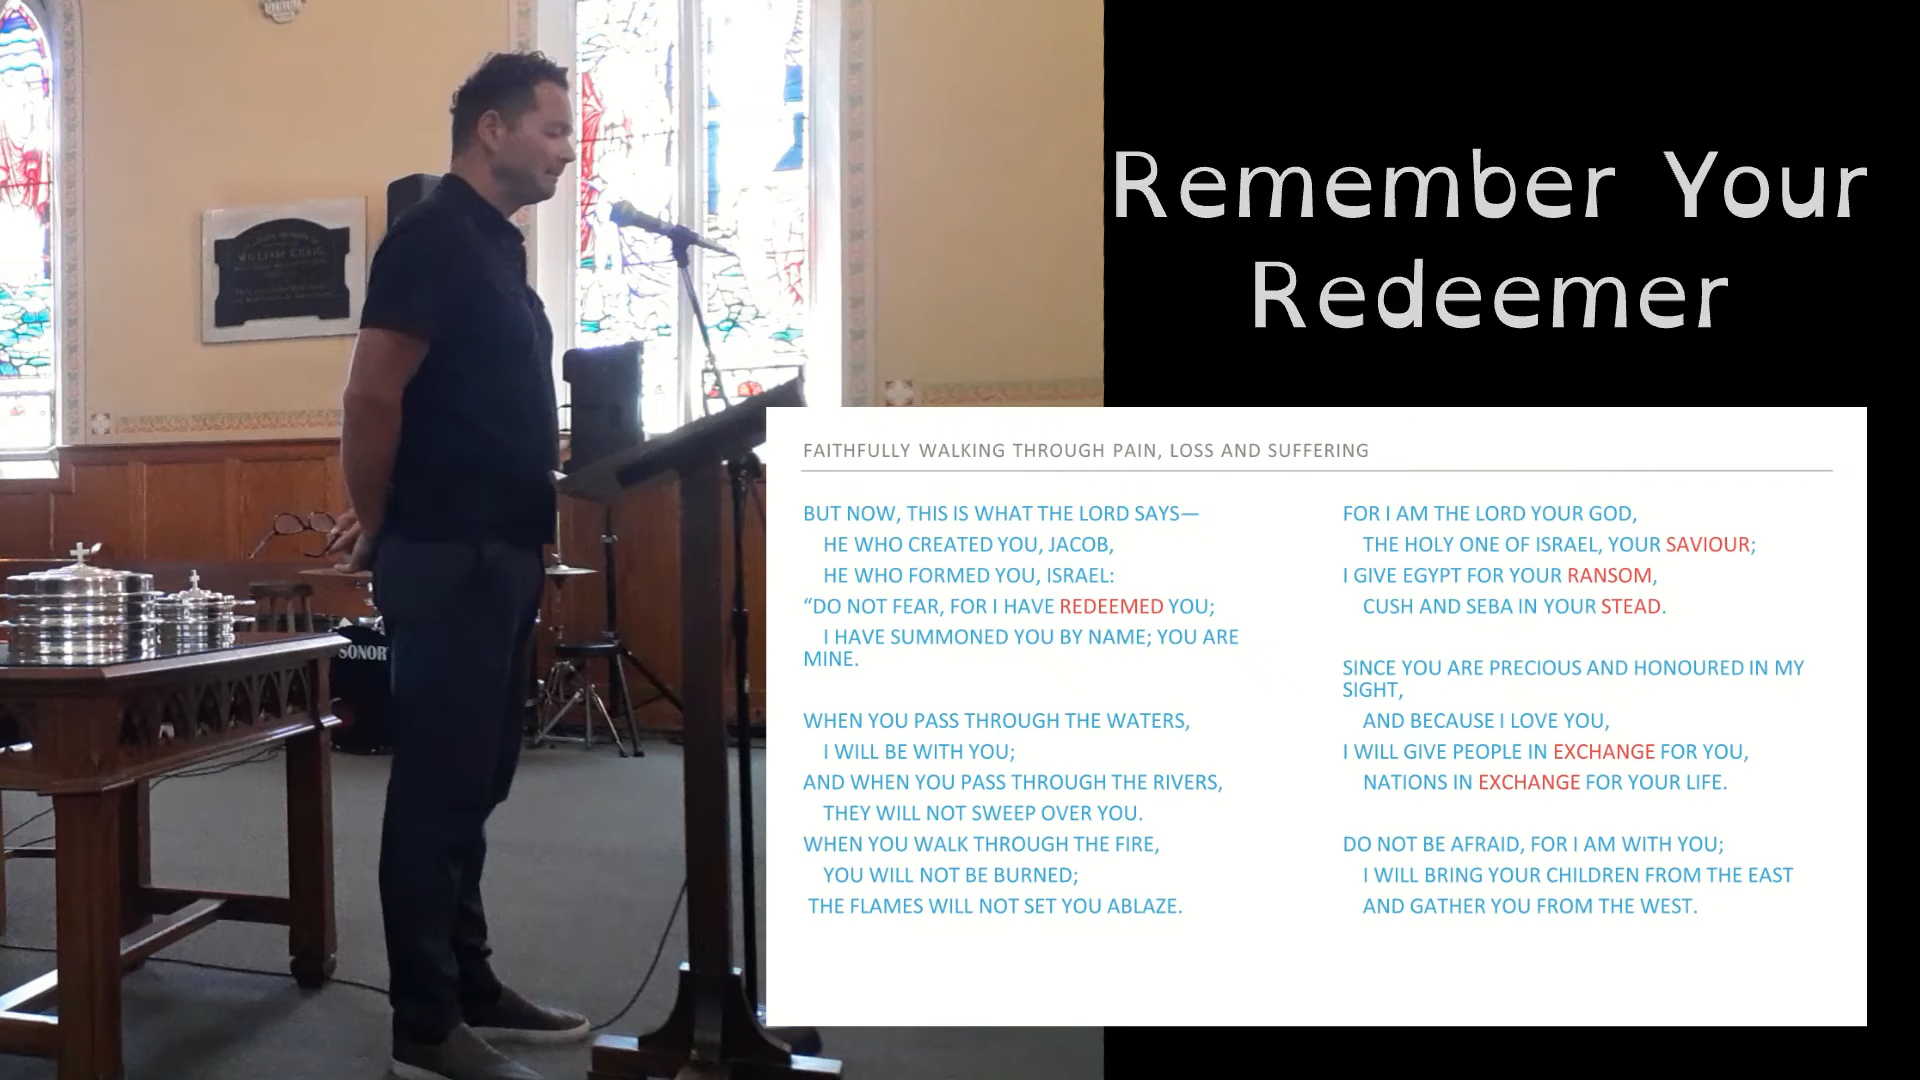 Remember Your
Redeemer
WILLIAM CRAIG
SONOR
FAITHFULLY WALKING THROUGH PAIN, LOSS AND SUFFERING
BUT NOW, THIS IS WHAT THE LORD SAYS—
HE WHO CREATED YOU, JACOB,
HE WHO FORMED YOU, ISRAEL:
“DO NOT FEAR, FOR I HAVE REDEEMED YOU;
I HAVE SUMMONED YOU BY NAME; YOU ARE
MINE.
WHEN YOU PASS THROUGH THE WATERS,
I WILL BE WITH YOU;
AND WHEN YOU PASS THROUGH THE RIVERS,
THEY WILL NOT SWEEP OVER YOU.
WHEN YOU WALK THROUGH THE FIRE,
YOU WILL NOT BE BURNED;
THE FLAMES WILL NOT SET YOU ABLAZE.
FOR I AM THE LORD YOUR GOD,
THE HOLY ONE OF ISRAEL, YOUR SAVIOUR;
I GIVE EGYPT FOR YOUR RANSOM,
CUSH AND SEBA IN YOUR STEAD.
SINCE YOU ARE PRECIOUS AND HONOURED IN MY
SIGHT,
AND BECAUSE I LOVE YOU,
I WILL GIVE PEOPLE IN EXCHANGE FOR YOU,
NATIONS IN EXCHANGE FOR YOUR LIFE.
DO NOT BE AFRAID, FOR I AM WITH YOU;
I WILL BRING YOUR CHILDREN FROM THE EAST
AND GATHER YOU FROM THE WEST.